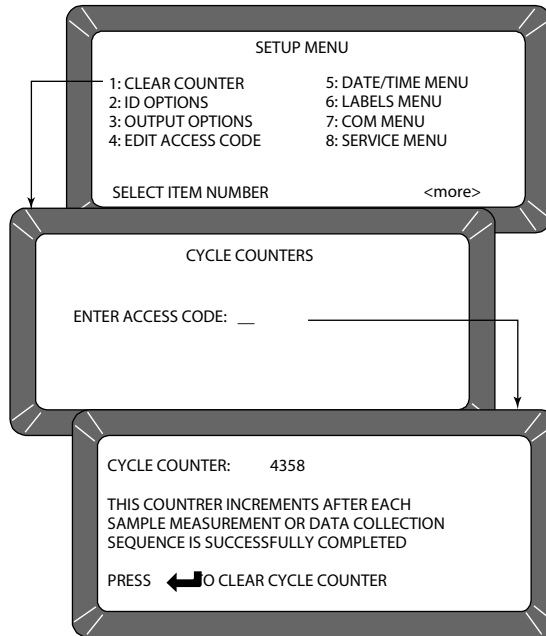 SETUP MENU
1: CLEAR COUNTER 5: DATE/TIME MENU
2: ID OPTIONS 6: LABELS MENU
3: OUTPUT OPTIONS 7: COM MENU
4: EDIT ACCESS CODE 8: SERVICE MENU
SELECT ITEM NUMBER <more>
CYCLE COUNTERS
ENTER ACCESS CODE: __
CYCLE COUNTER: 4358
THIS COUNTRER INCREMENTS AFTER EACH
SAMPLE MEASUREMENT OR DATA COLLECTION
SEQUENCE IS SUCCESSFULLY COMPLETED
PRESS O CLEAR CYCLE COUNTER